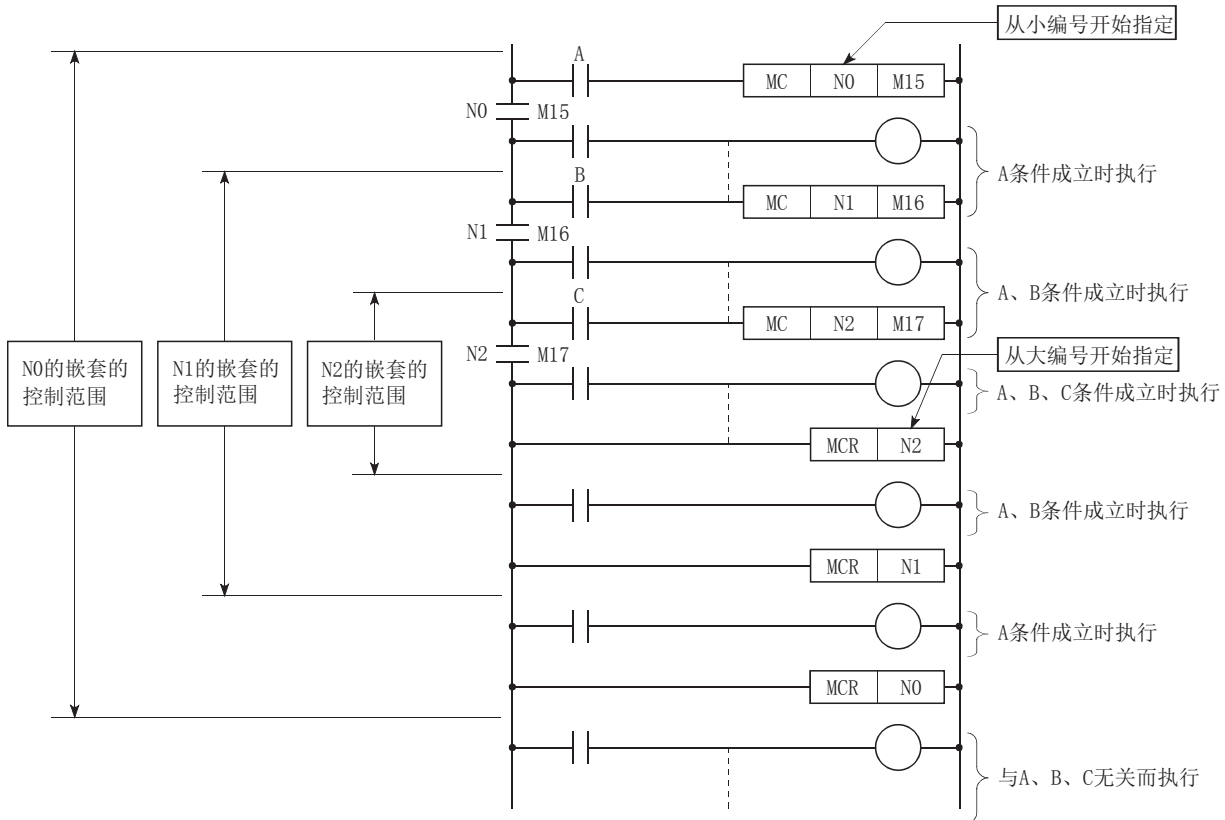 从小编号开始指定
A
MC N0 M15
N0 M15
A条件成立时执行
B
MC N1 M16
N1 M16
A、B条件成立时执行
C
MC N2 M17
N2 M17
从大编号开始指定
N0的嵌套的
控制范围
N1的嵌套的
控制范围
N2的嵌套的
控制范围
A、B、C条件成立时执行
MCR N2
A、B条件成立时执行
MCR N1
A条件成立时执行
MCR N0
与A、B、C无关而执行